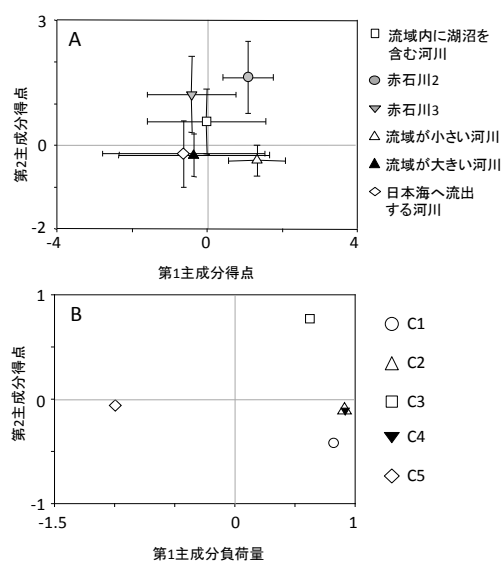 A
3
0
-2
-4
0
4
第2主成分得点
第1主成分得点
流域内に湖沼を
含む河川
赤石川2
赤石川3
流域が小さい河川
流域が大きい河川
日本海へ流出
する河川
B
1
0
-1
-1.5
0
1
第2主成分得点
第1主成分負荷量
C1
C2
C3
C4
C5